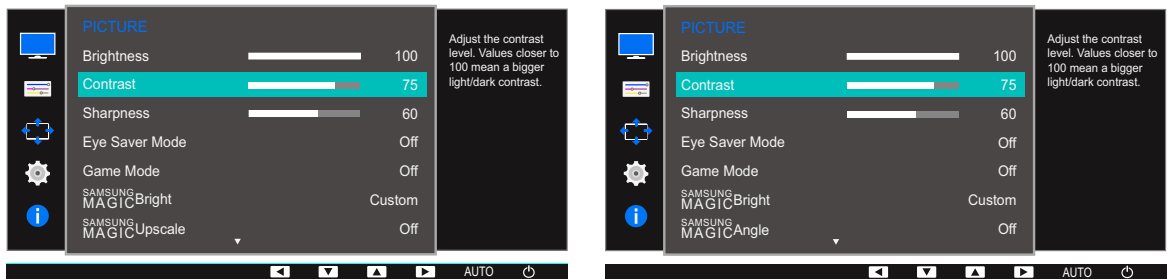 PICTURE
Brightness 100
Contrast 75
Sharpness 60
Eye Saver Mode Off
Game Mode Off
SAMSUNG
MAGIC Bright Custom
SAMSUNG
MAGIC Upscale Off
Adjust the contrast
level. Values closer to
100 mean a bigger
light/dark contrast.
AUTO
PICTURE
Brightness 100
Contrast 75
Sharpness 60
Eye Saver Mode Off
Game Mode Off
SAMSUNG
MAGIC Bright Custom
SAMSUNG
MAGIC Angle Off
Adjust the contrast
level. Values closer to
100 mean a bigger
light/dark contrast.
AUTO